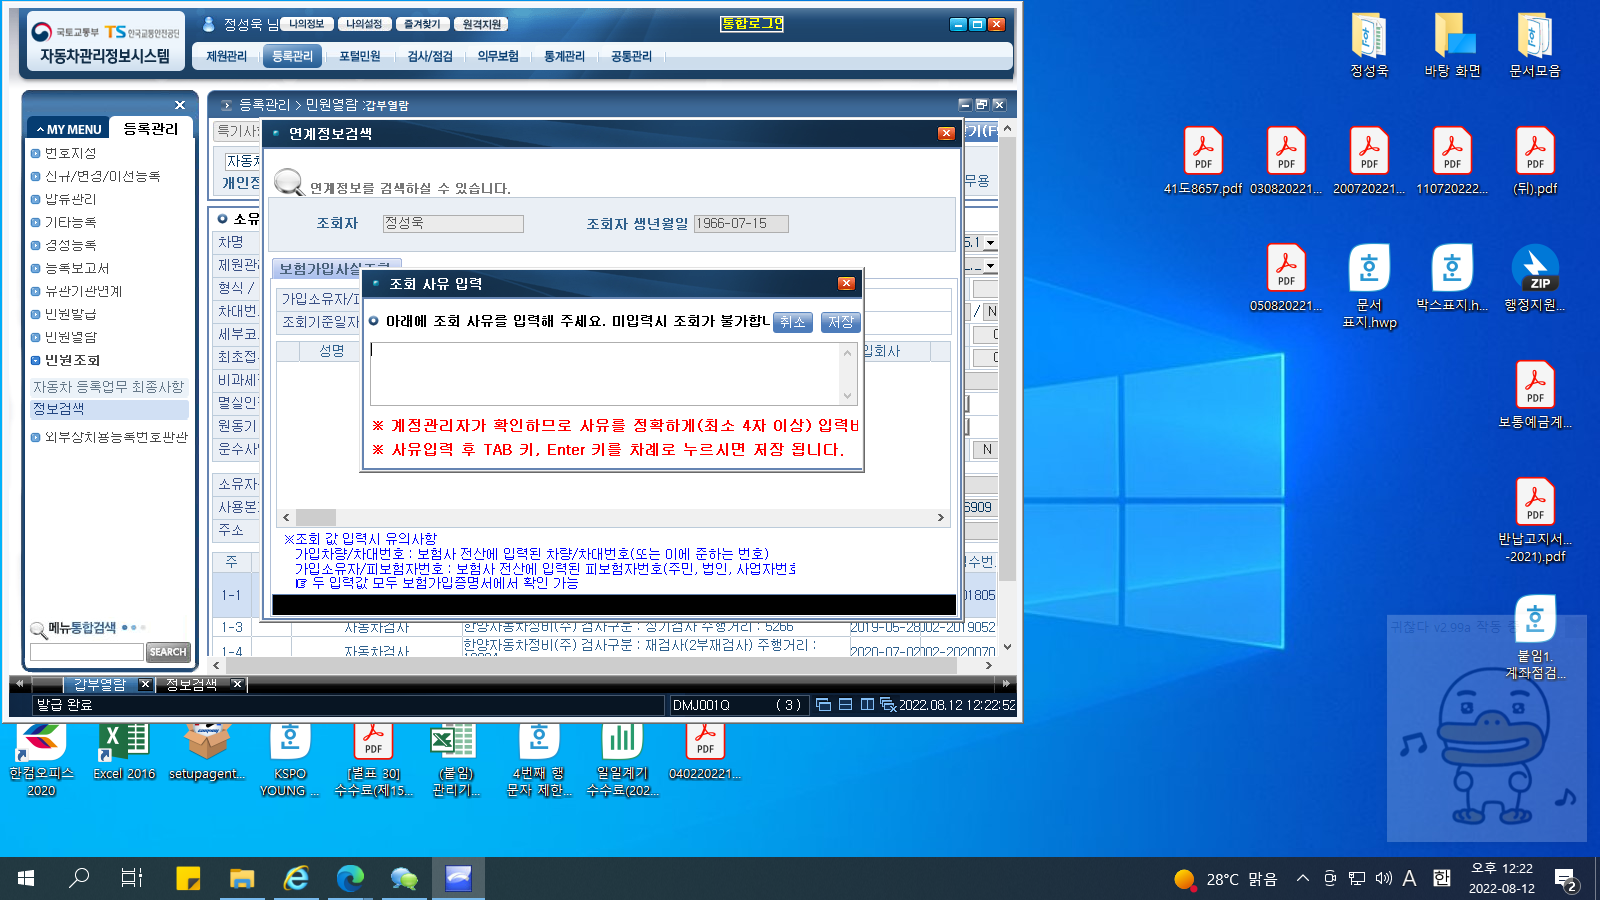 국토교통부 TS 한국교통안전공단
자동차관리정보시스템
정성욱 님 나의정보 나의설정 즐겨찾기 원격지원
통합로그인
제원관리 등록관리 포털민원 검사/점검 의무보험 통계관리 공통관리
MY MENU 등록관리
번호지정
신규/변경/이전등록
압류관리
기타등록
경정등록
등록보고서
유관기관연계
민원발급
민원열람
민원조회
자동차 등록업무 최종사항
정보검색
메뉴통합검색
SEARCH
등록관리 > 민원열람 :갑부열람
특기사
자동차
개인정
무용
소유
차명
제원관
형식 /
차대번
세부코
최초접
비과세
멸실인
원동기
운수사
소유자
사용본
주소
/ N
0
0
N
5909
주
수번
1-1
01805
1-3 자동차검사 한양자동차정비(주) 검사구분 : 정기검사 주행거리 : 5266 2019-05-28 002-2019052
1-4 자동차검사 한양자동차정비(주) 검사구분 : 재검사(2부재검사) 주행거리 : 2020-07-02 002-2020070
연계정보검색
연계정보를 검색하실 수 있습니다.
조회자 정성욱 조회자 생년월일 1966-07-15
보험가입사실조회
가입소유자/피
조회기준일자
성명 입회사
조회 사유 입력
아래에 조회 사유를 입력해 주세요. 미입력시 조회가 불가합니 취소 저장
※ 계정관리자가 확인하므로 사유를 정확하게(최소 4자 이상) 입력바
※ 사유입력 후 TAB 키, Enter 키를 차례로 누르시면 저장 됩니다.
※조회 값 입력시 유의사항
가입차량/차대번호 : 보험사 전산에 입력된 차량/차대번호(또는 이에 준하는 번호)
가입소유자/피보험자번호 : 보험사 전산에 입력된 피보험자번호(주민, 법인, 사업자번호
☞ 두 입력값 모두 보험가입증명서에서 확인 가능
갑부열람 정보검색
발급 완료 DMJ001Q ( 3 ) 2022.08.12 12:22:52
정성욱 바탕 화면 문서모음
PDF PDF PDF PDF PDF
41도8657.pdf 030820221... 200720221... 110720222... (뒤).pdf
PDF ZIP
050820221... 문서 표지.hwp 박스표지.h... 행정지원...
PDF
보통예금계...
PDF
반납고지서...
-2021).pdf
귀찮다 v2.99a 작동 중
붙임1.
계좌점검...
PDF PDF
한컴오피스 2020
Excel 2016
setupagent...
KSPO YOUNG ...
[별표 30] 수수료(제15...
(붙임) 관리기...
4번째 행 문자 제한...
일일계기 수수료(202...
040220221...
28°C 맑음 A 한 오후 12:22
2022-08-12
2